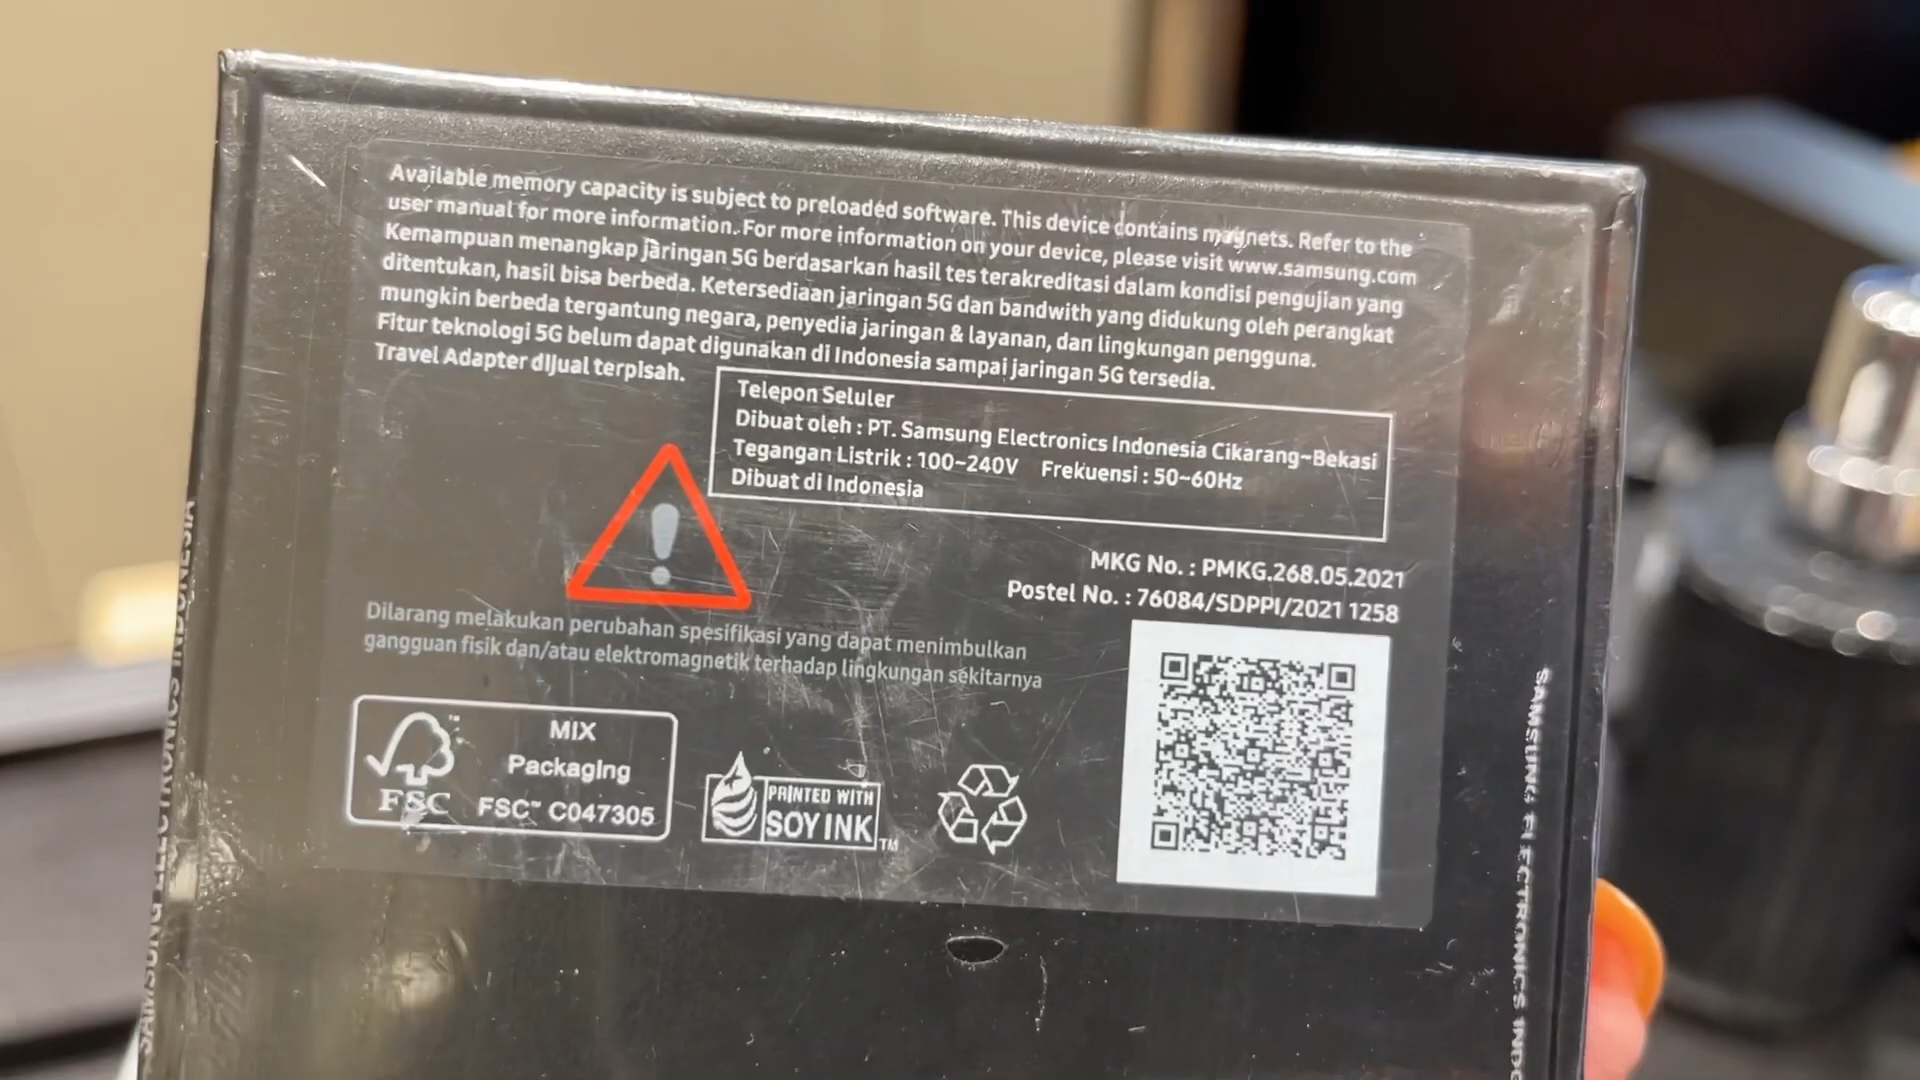 Available memory capacity is subject to preloaded software. This device contains magnets. Refer to the
user manual for more information. For more information on your device, please visit www.samsung.com
Kemampuan menangkap jaringan 5G berdasarkan hasil tes terakreditasi dalam kondisi pengujian yang
ditentukan, hasil bisa berbeda. Ketersediaan jaringan 5G dan bandwith yang didukung oleh perangkat
mungkin berbeda tergantung negara, penyedia jaringan & layanan, dan lingkungan pengguna.
Fitur teknologi 5G belum dapat digunakan di Indonesia sampai jaringan 5G tersedia.
Travel Adapter dijual terpisah.
Telepon Seluler
Dibuat oleh : PT. Samsung Electronics Indonesia Cikarang~Bekasi
Tegangan Listrik : 100~240V Frekuensi : 50~60Hz
Dibuat di Indonesia
MKG No. : PMKG.268.05.2021
Postel No. : 76084/SDPPI/2021 1258
Dilarang melakukan perubahan spesifikasi yang dapat menimbulkan
gangguan fisik dan/atau elektromagnetik terhadap lingkungan sekitarnya
MIX
Packaging
FSC FSC™ C047305
PRINTED WITH
SOY INK TM
SAMSUNG ELECTRONICS INDONESIA
SAMSUNG ELECTRONICS INDO